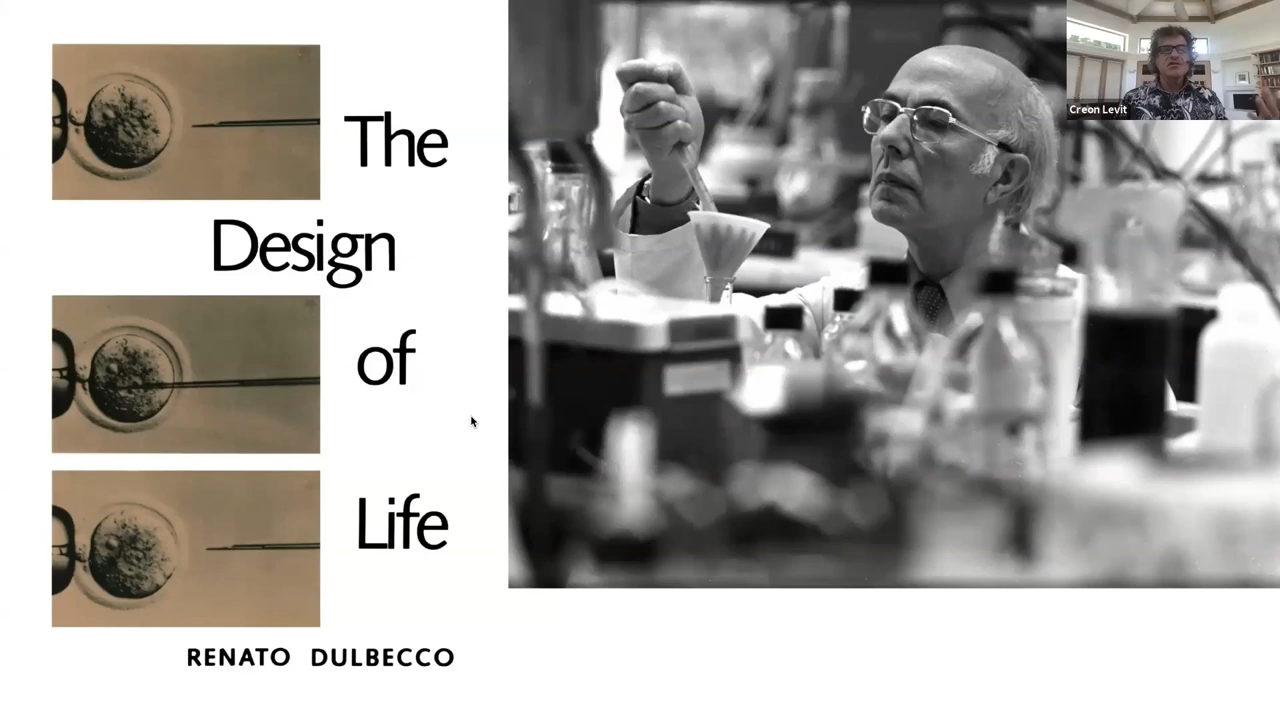 The
Design
of
Life
RENATO DULBECCO
Creon Levit